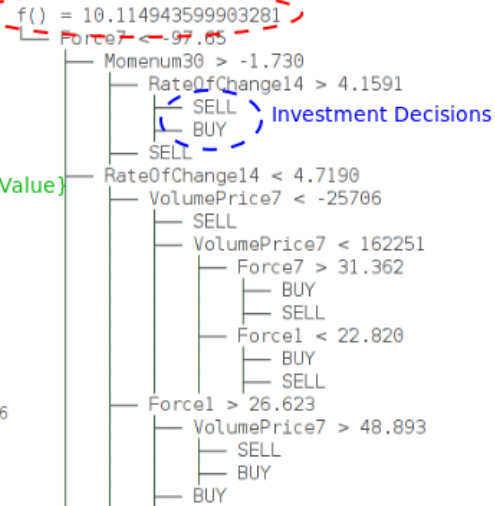 f() = 10.114943599903281
Force7 < -97.65
Momenum30 > -1.730
RateOfChange14 > 4.1591
SELL
Investment Decisions
BUY
SELL
RateOfChange14 < 4.7190
Value}
VolumePrice7 < -25706
SELL
VolumePrice7 < 162251
Force7 > 31.362
BUY
SELL
Force1 < 22.820
BUY
SELL
Force1 > 26.623
6
VolumePrice7 > 48.893
SELL
BUY
BUY